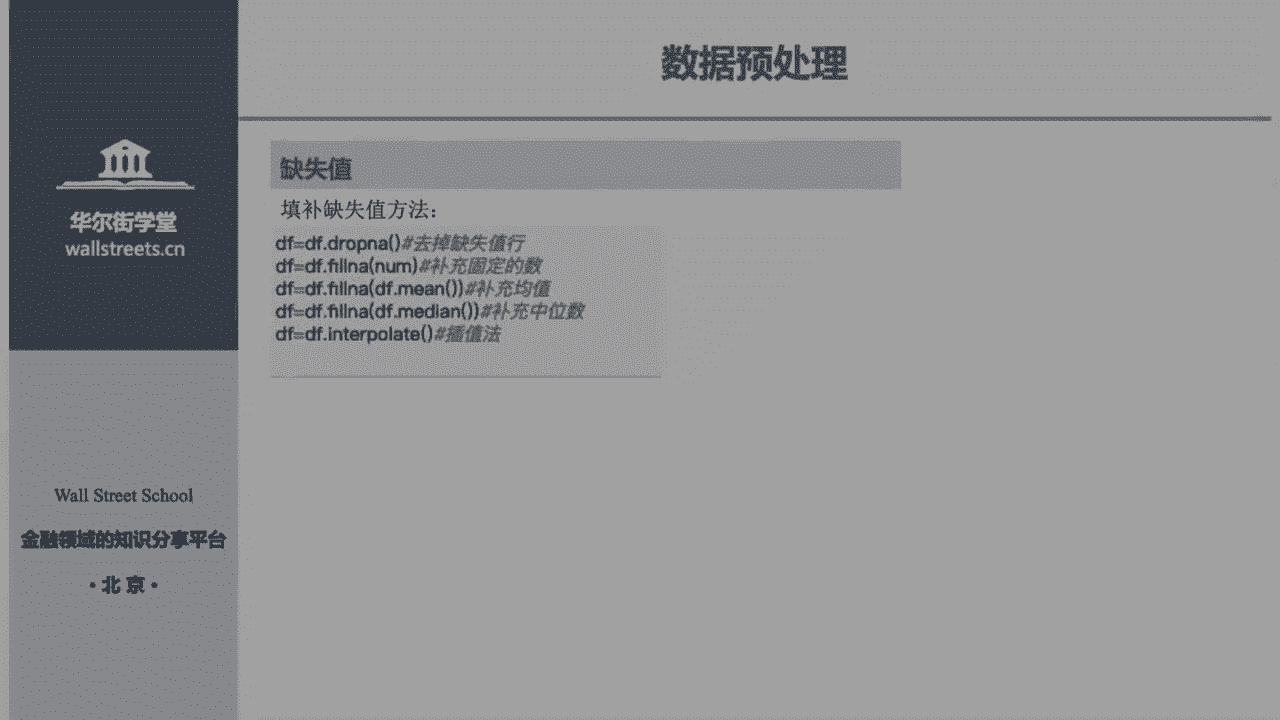 数据预处理
华尔街学堂
wallstreets.cn
Wall Street School
金融领域的知识分享平台
·北京·
缺失值
填补缺失值方法：
df=df.dropna()#去掉缺失值行
df=df.fillna(num)#补充固定的数
df=df.fillna(df.mean())#补充均值
df=df.fillna(df.median())#补充中位数
df=df.interpolate()#插值法